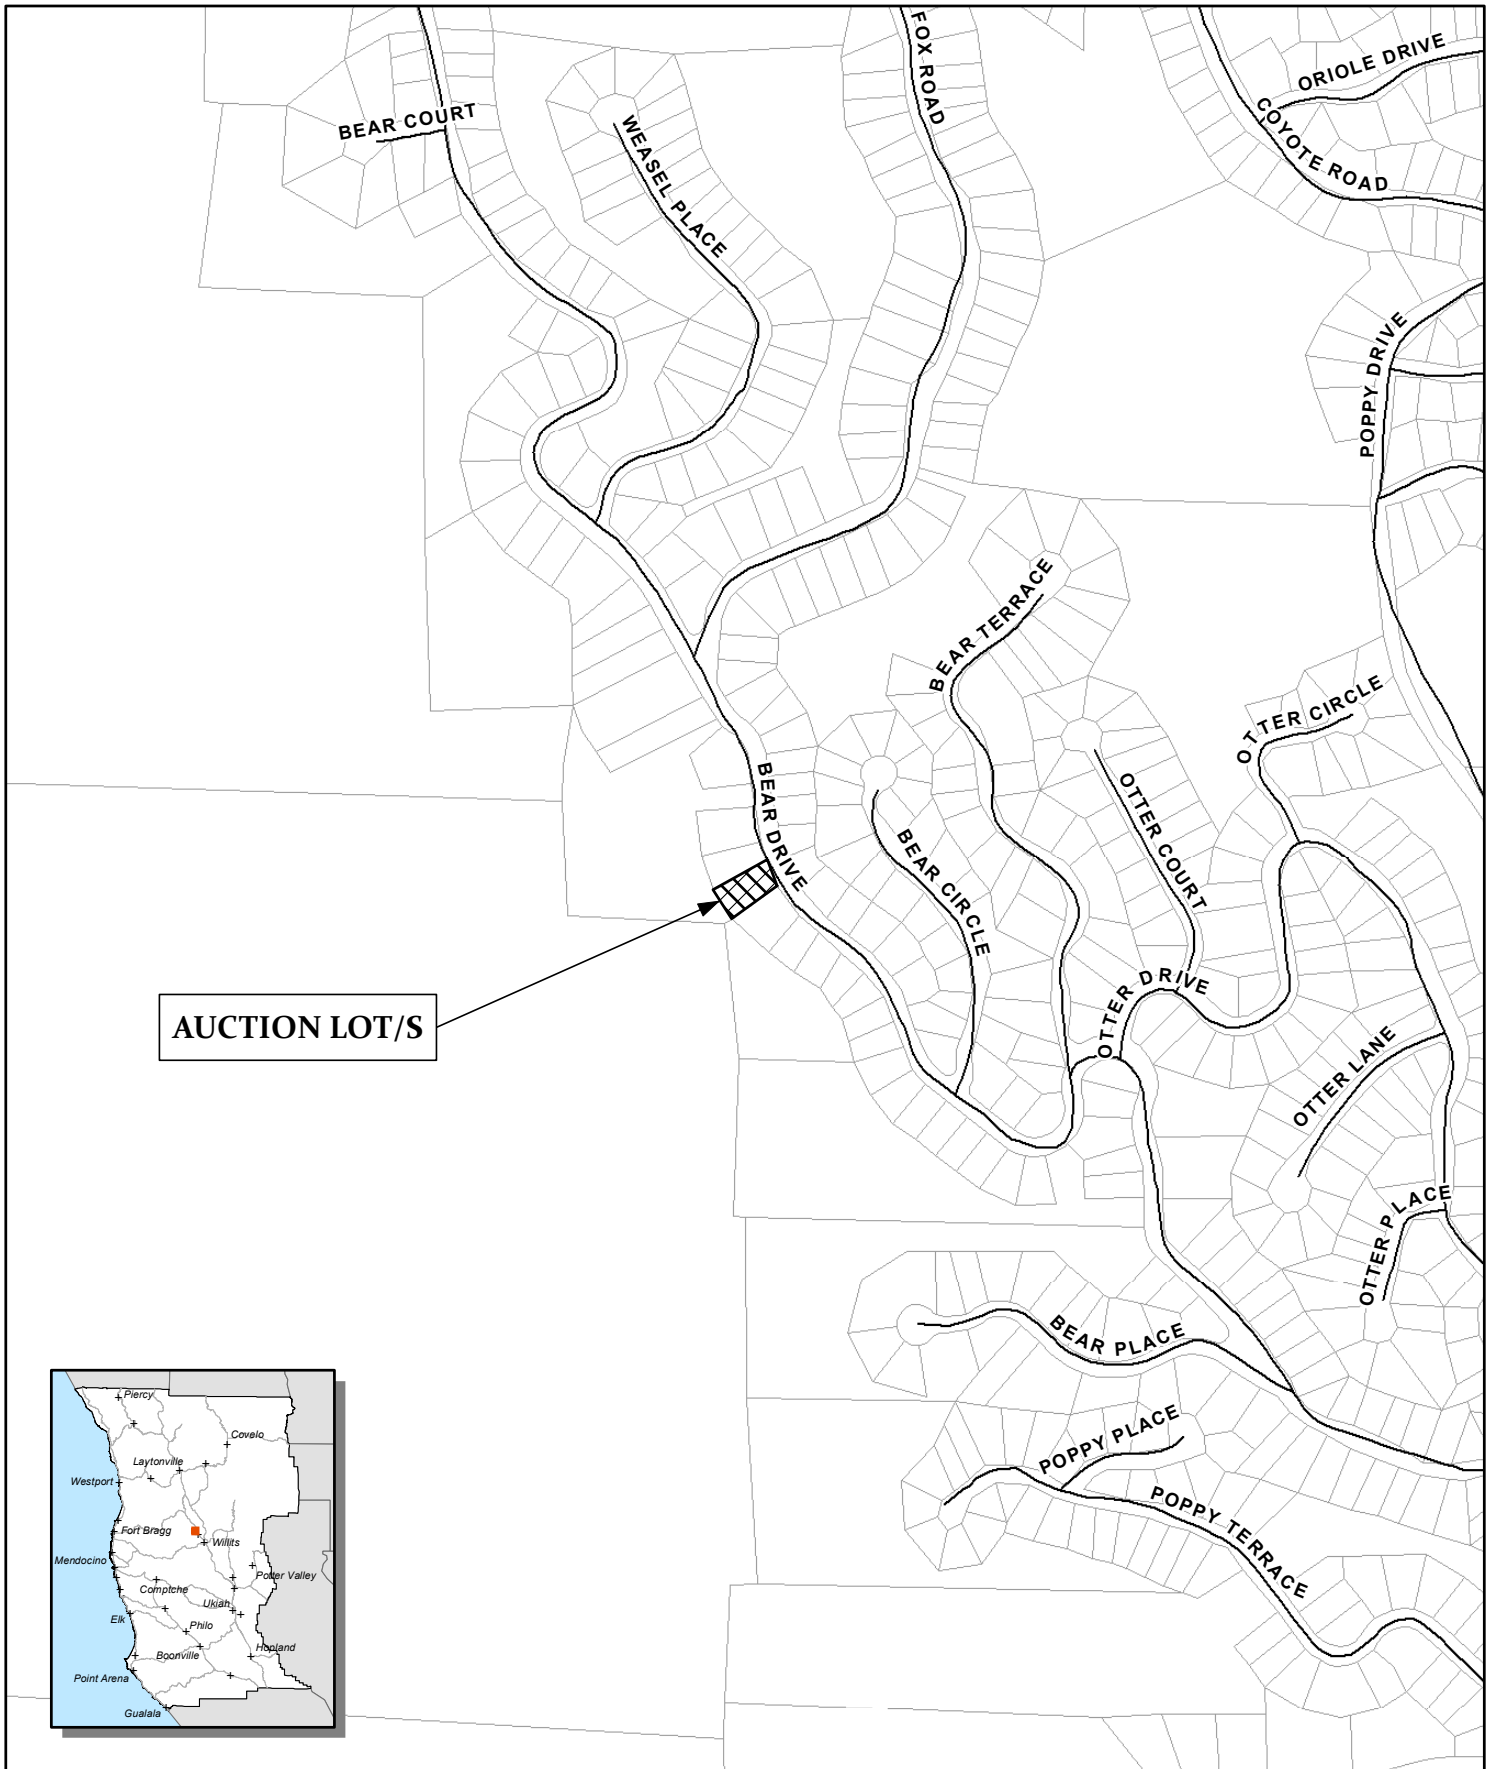 FOX ROAD
ORIOLE DRIVE
BEAR COURT
COYOTE ROAD
WEASEL PLACE
POPPY DRIVE
BEAR TERRACE
OTTER CIRCLE
BEAR DRIVE
OTTER COURT
BEAR CIRCLE
OTTER DRIVE
AUCTION LOT/S
OTTER LANE
OTTER PLACE
BEAR PLACE
POPPY PLACE
POPPY TERRACE
Piercy
Covelo
Laytonville
Westport
Fort Bragg
Willits
Mendocino
Potter Valley
Comptche
Ukiah
Elk
Philo
Hopland
Boonville
Point Arena
Gualala